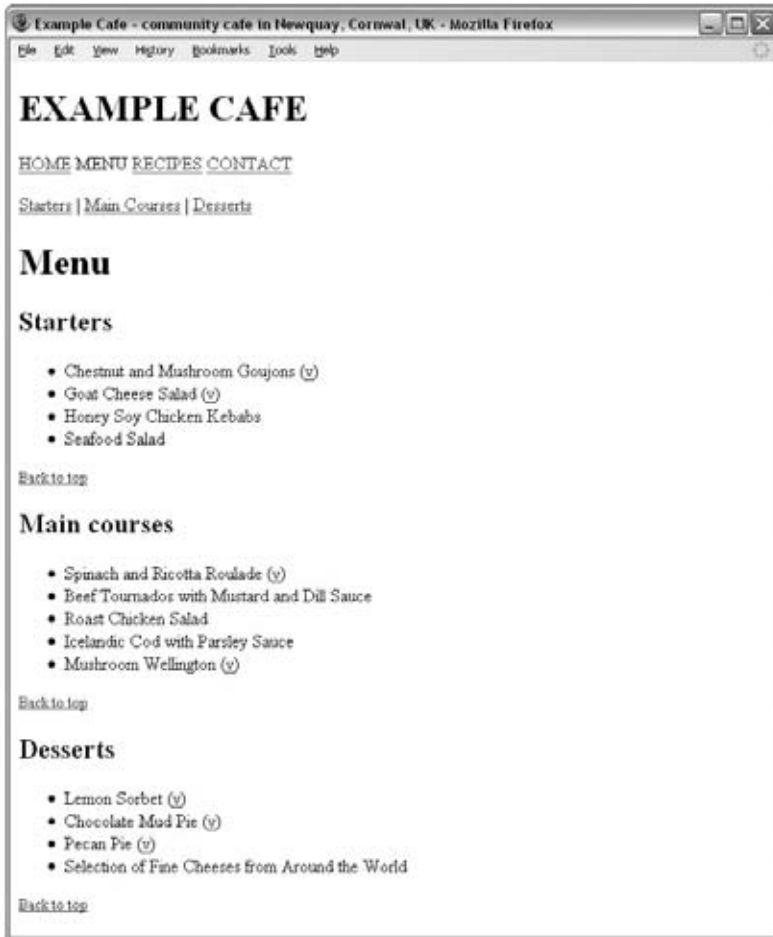 Example Cafe - community cafe in Newquay, Cornwal, UK - Mozilla Firefox
File Edit View History Bookmarks Tools Help
EXAMPLE CAFE
HOME MENU RECIPES CONTACT
Starters | Main Courses | Desserts
Menu
Starters
• Chestnut and Mushroom Goujons (v)
• Goat Cheese Salad (v)
• Honey Soy Chicken Kebabs
• Seafood Salad
Back to top
Main courses
• Spinach and Ricotta Roulade (v)
• Beef Tournados with Mustard and Dill Sauce
• Roast Chicken Salad
• Icelandic Cod with Parsley Sauce
• Mushroom Wellington (v)
Back to top
Desserts
• Lemon Sorbet (v)
• Chocolate Mud Pie (v)
• Pecan Pie (v)
• Selection of Fine Cheeses from Around the World
Back to top